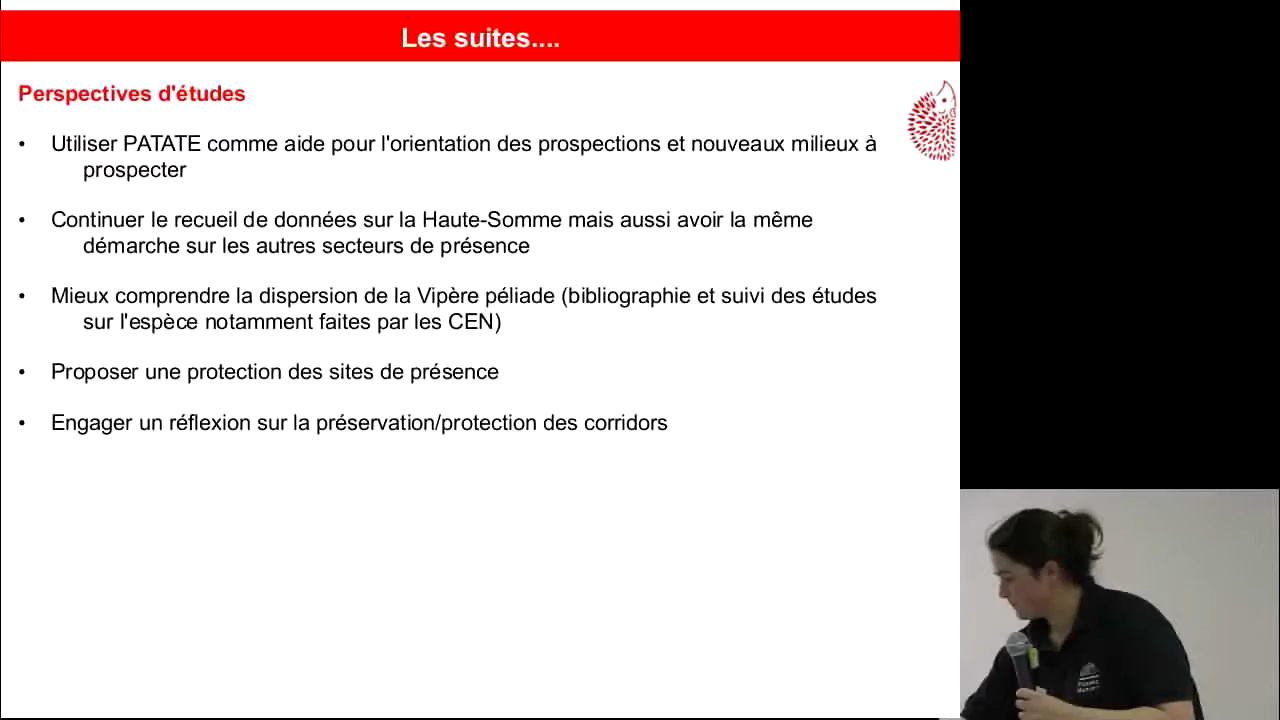 Les suites....
Perspectives d'études
• Utiliser PATATE comme aide pour l'orientation des prospections et nouveaux milieux à
prospecter
• Continuer le recueil de données sur la Haute-Somme mais aussi avoir la même
démarche sur les autres secteurs de présence
• Mieux comprendre la dispersion de la Vipère péliade (bibliographie et suivi des études
sur l'espèce notamment faites par les CEN)
• Proposer une protection des sites de présence
• Engager un réflexion sur la préservation/protection des corridors